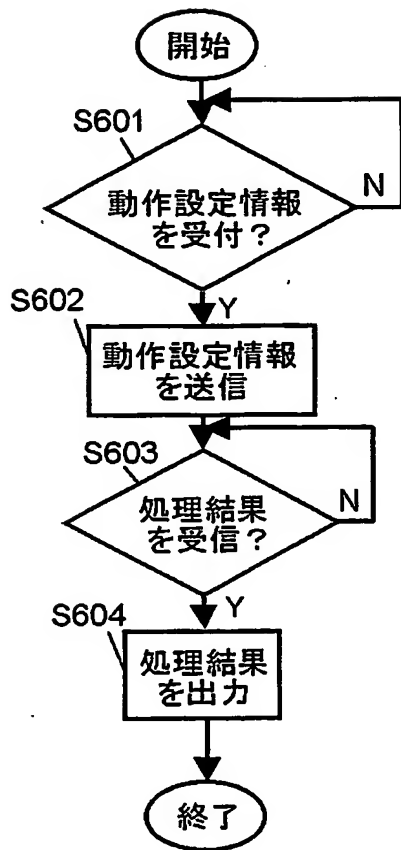 開始
S601
動作設定情報
を受付？
N
Y
S602
動作設定情報
を送信
S603
処理結果
を受信？
N
Y
S604
処理結果
を出力
終了